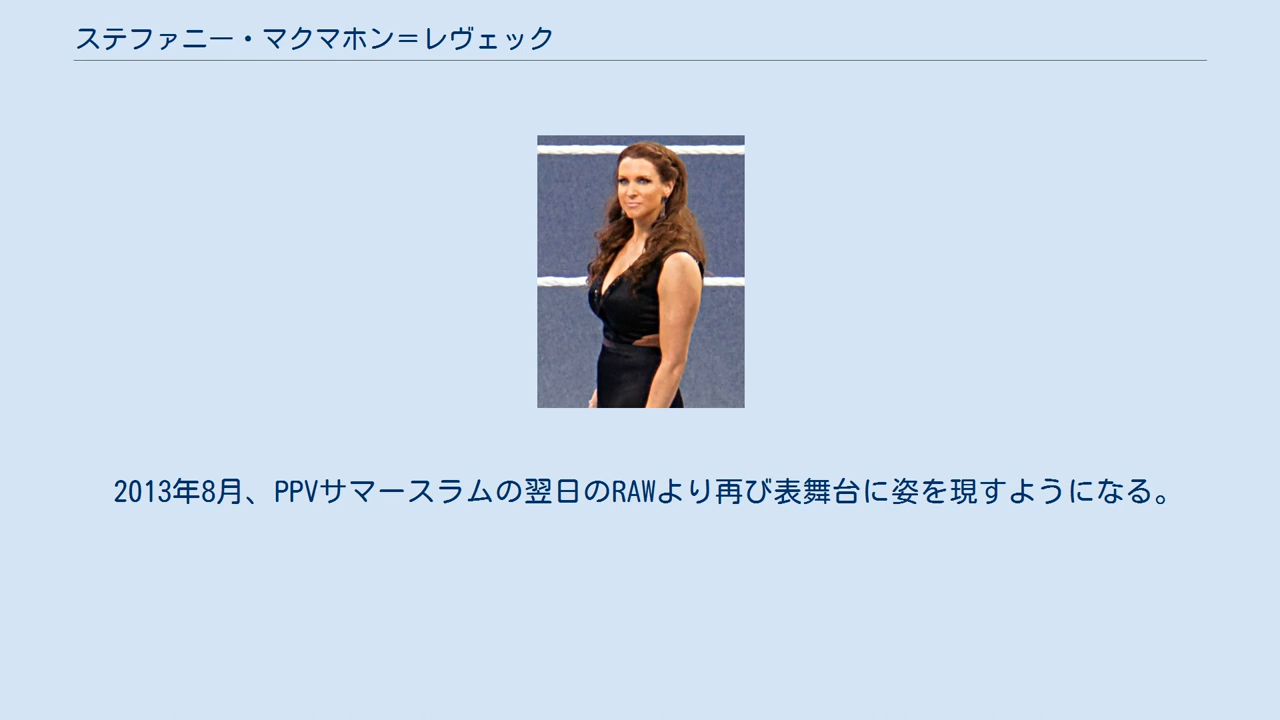 ステファニー・マクマホン＝レヴェック
2013年8月、PPVサマースラムの翌日のRAWより再び表舞台に姿を現すようになる。